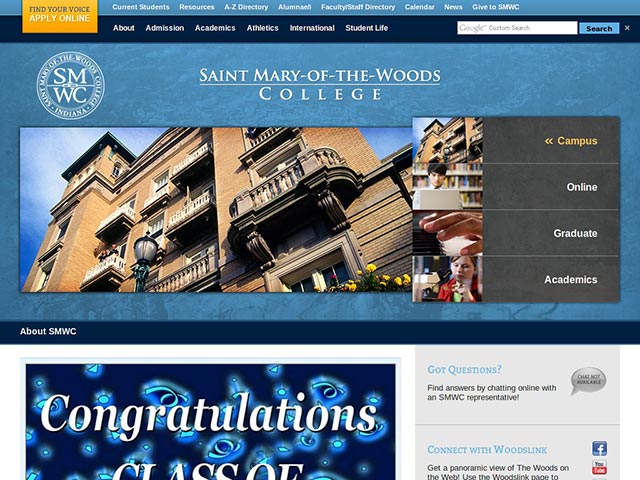 FIND YOUR VOICE
APPLY ONLINE
Current Students Resources A-Z Directory Alumnae/i Faculty/Staff Directory Calendar News Give to SMWC
About Admission Academics Athletics International Student Life
Google Custom Search Search ×
SAINT MARY-OF-THE-WOODS COLLEGE
SM
WC
INDIANA
SAINT MARY-OF-THE-WOODS
COLLEGE
« Campus
Online
Graduate
Academics
About SMWC
Congratulations
CLASS OF
GOT QUESTIONS?
Find answers by chatting online with
an SMWC representative!
CHAT NOT
AVAILABLE
CONNECT WITH WOODSLINK
Get a panoramic view of The Woods on
the Web! Use the Woodslink page to
f
You
Tube